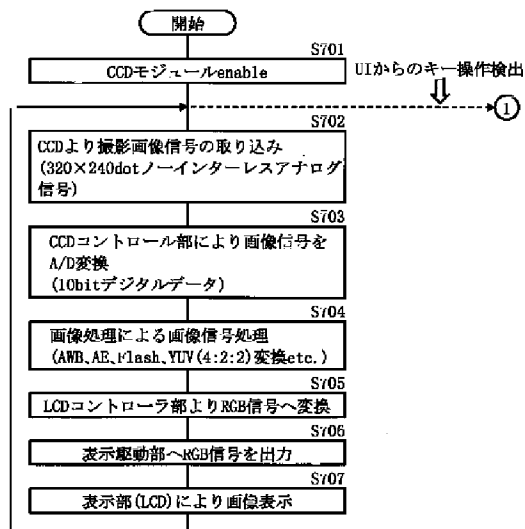 開始
S701
CCDモジュールenable
UIからのキー操作検出
1
S702
CCDより撮影画像信号の取り込み
(320×240dotノーインターレスアナログ
信号)
S703
CCDコントロール部により画像信号を
A/D変換
(10bitデジタルデータ)
S704
画像処理による画像信号処理
(AWB、AE、Flash、YUV(4:2:2)変換etc.)
S705
LCDコントローラ部よりRGB信号へ変換
S706
表示駆動部へRGB信号を出力
S707
表示部(LCD)により画像表示